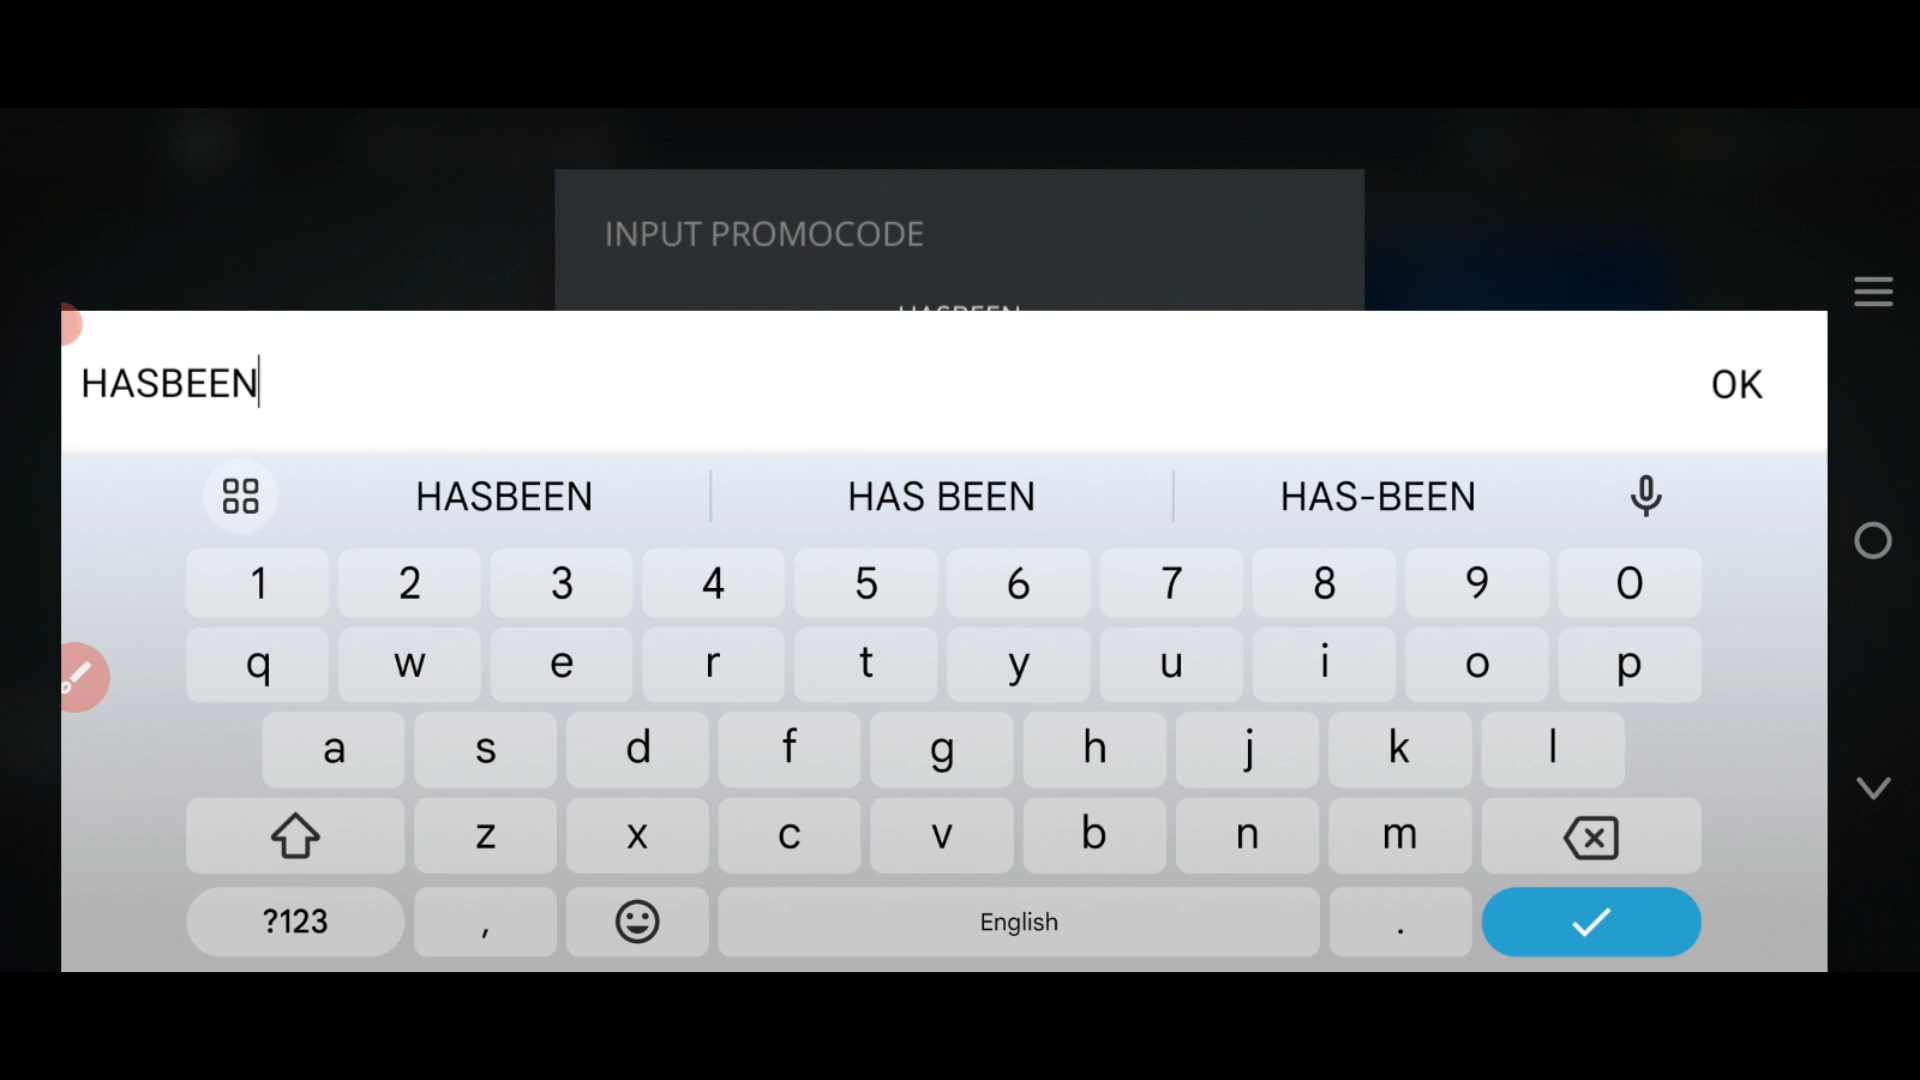 INPUT PROMOCODE
HASBEEN
HASBEEN
OK
HASBEEN
HAS BEEN
HAS-BEEN
1 2 3 4 5 6 7 8 9 0
q w e r t y u i o p
a s d f g h j k l
z x c v b n m
?123 , English .